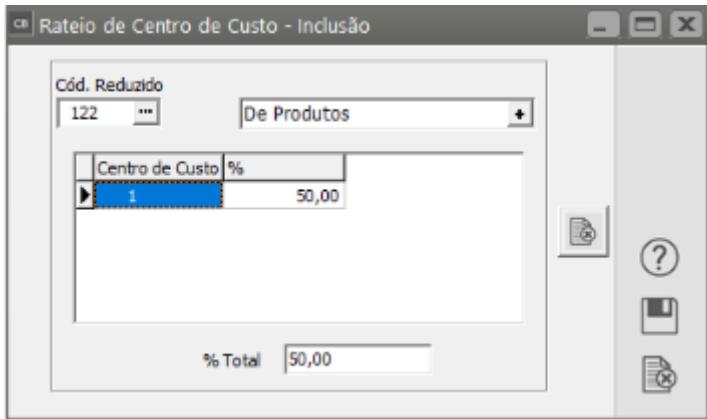 CB Rateio de Centro de Custo - Inclusão
Cód. Reduzido
122 ... De Produtos +
Centro de Custo %
1 50,00
% Total 50,00
?